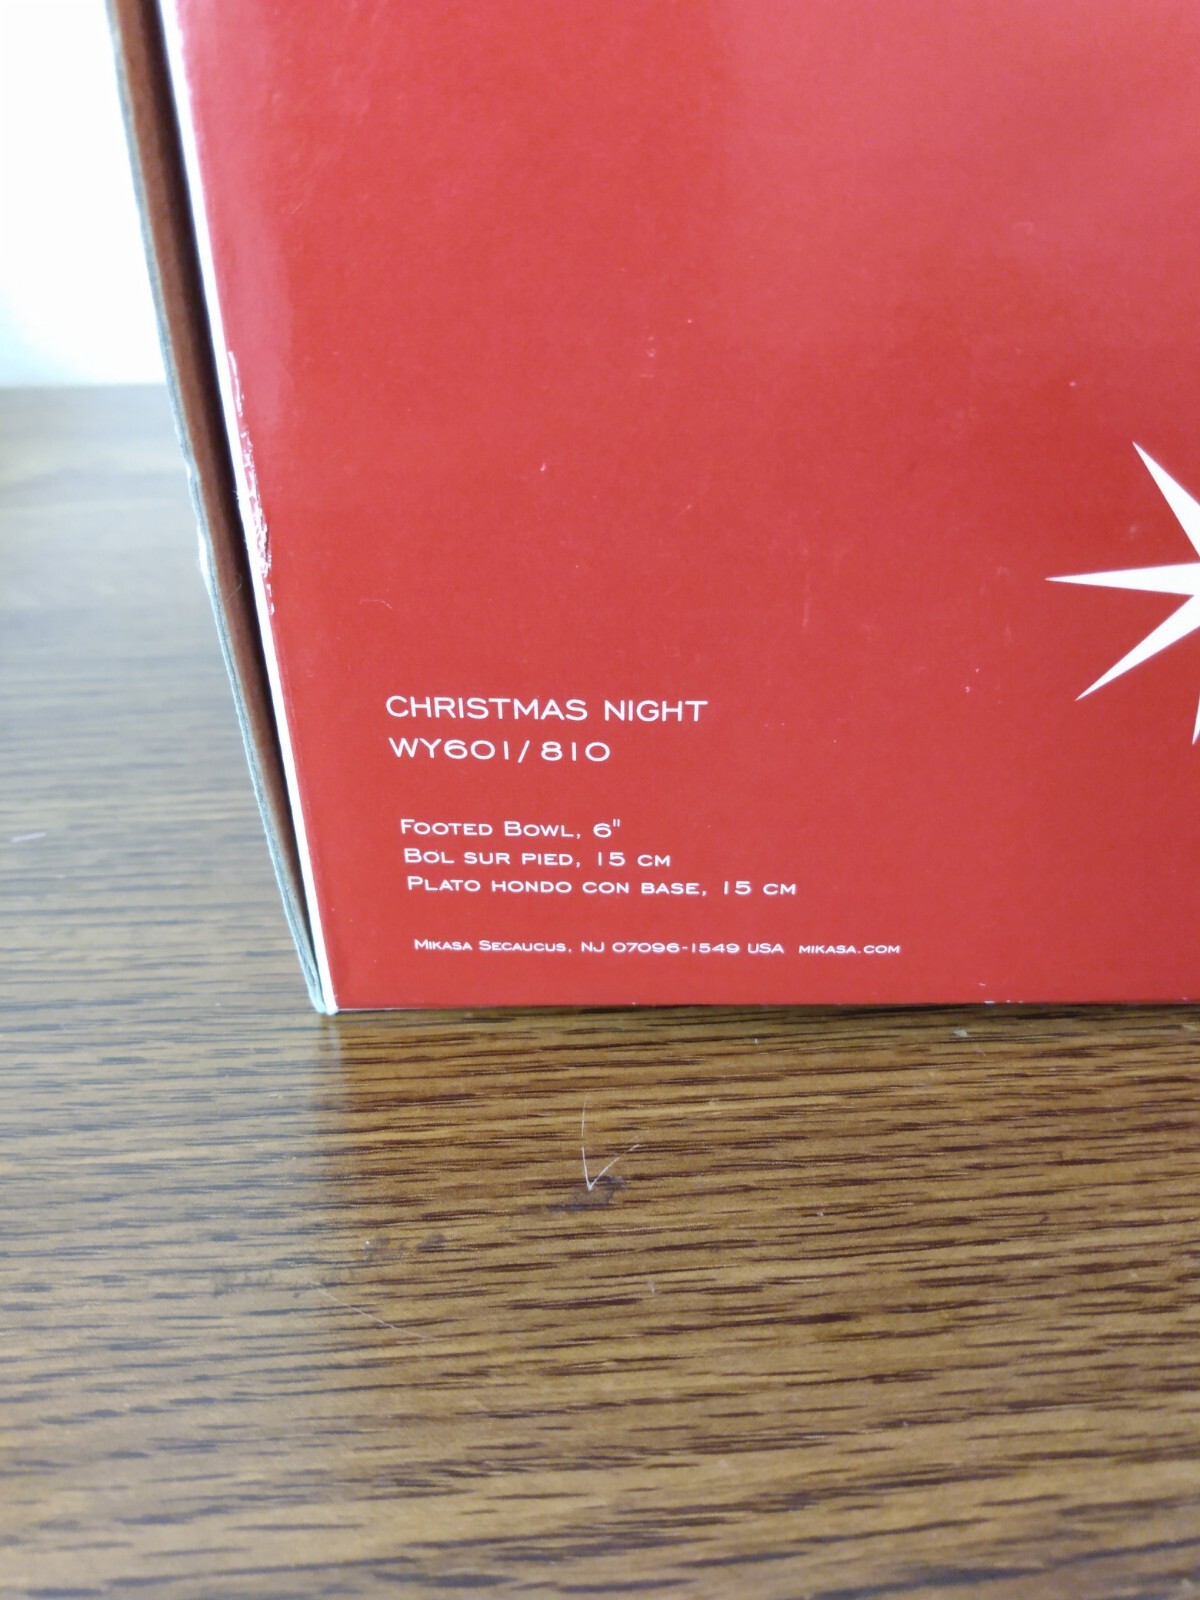 CHRISTMAS NIGHT
WY601/810
FOOTED BOWL, 6"
BOL SUR PIED, 15 CM
PLATO HONDO CON BASE, 15 CM
MIKASA SECAUCUS, NJ 07096-1549 USA MIKASA.COM